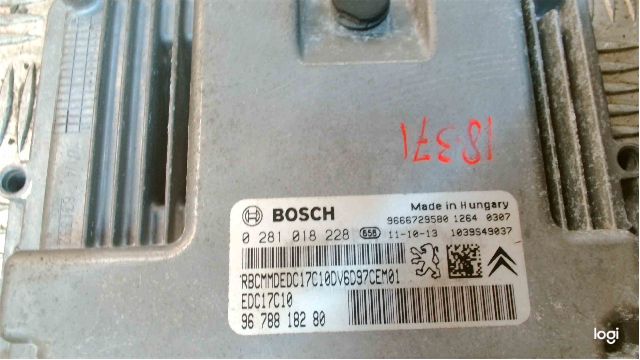 18371
BOSCH
Made in Hungary
9666729580 1264 0307
0 281 018 228 658 11-10-13 1039S49037
RBCMMDEDC17C10DV6D97CEM01
EDC17C10
96 788 182 80
logi